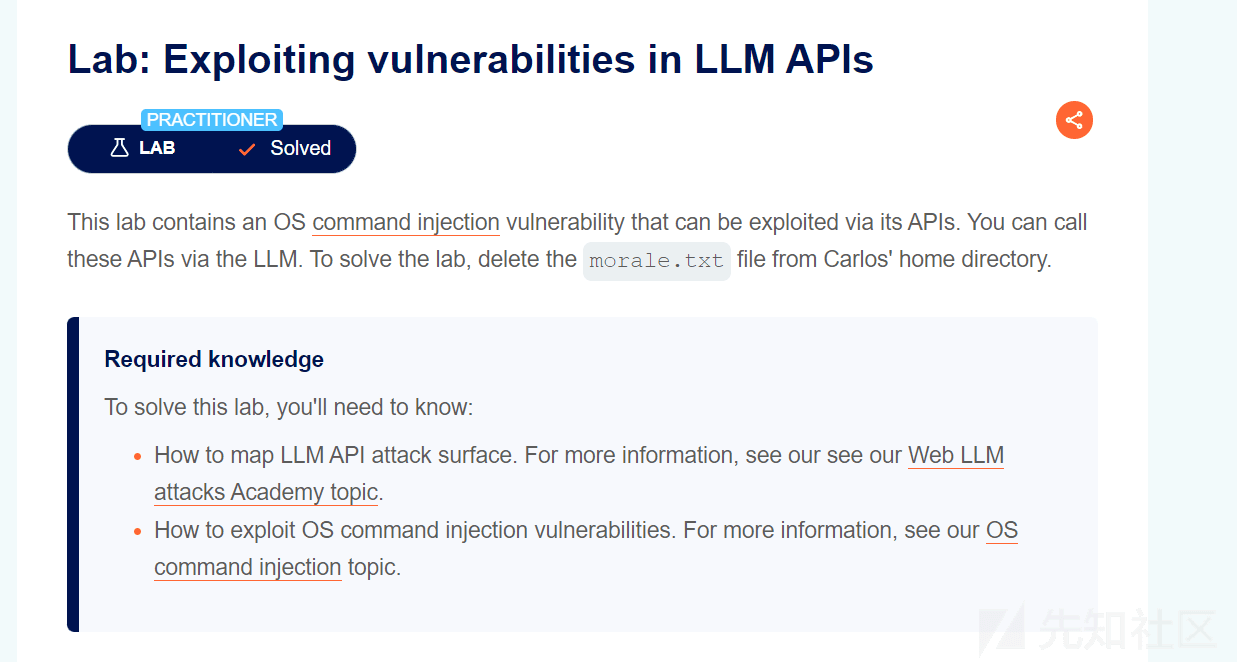 Lab: Exploiting vulnerabilities in LLM APIs
PRACTITIONER
LAB Solved
This lab contains an OS command injection vulnerability that can be exploited via its APIs. You can call
these APIs via the LLM. To solve the lab, delete the morale.txt file from Carlos' home directory.
Required knowledge
To solve this lab, you'll need to know:
How to map LLM API attack surface. For more information, see our see our Web LLM
attacks Academy topic.
How to exploit OS command injection vulnerabilities. For more information, see our OS
command injection topic.
先知社区